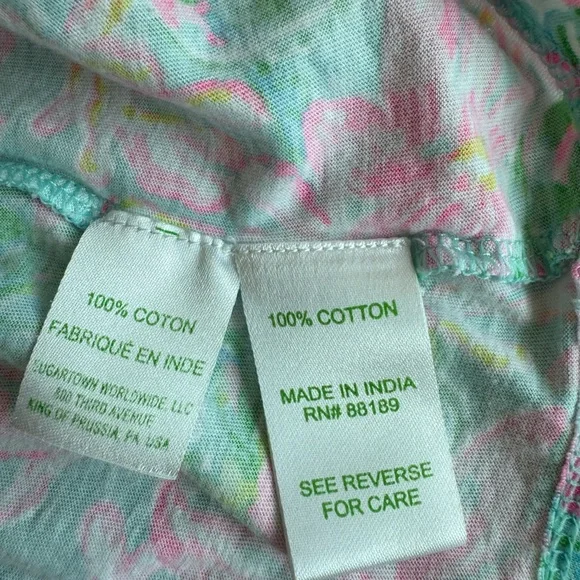 100% COTON
FABRIQUÉ EN INDE
SUGARTOWN WORLDWIDE, LLC
800 THIRD AVENUE
KING OF PRUSSIA, PA, USA
100% COTTON
MADE IN INDIA
RN# 88189
SEE REVERSE
FOR CARE